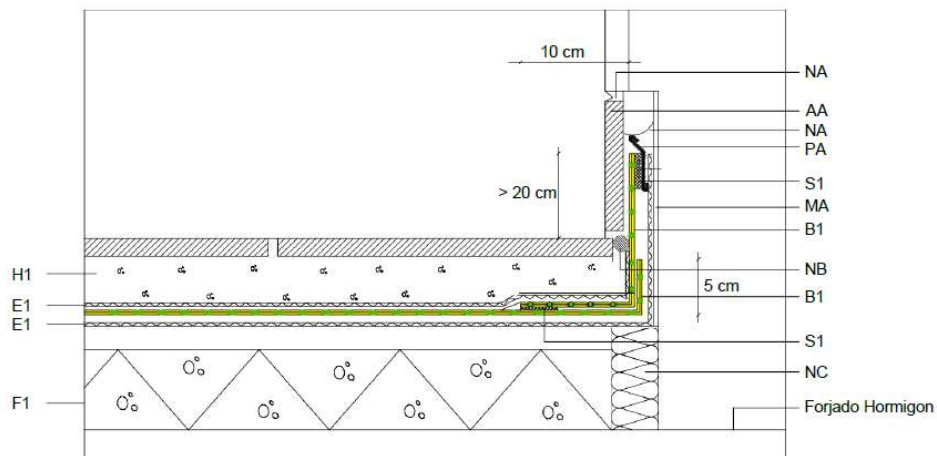 10 cm
NA
AA
NA
PA
> 20 cm
S1
MA
B1
H1
NB
5 cm
E1
B1
E1
S1
NC
F1
Forjado Hormigon